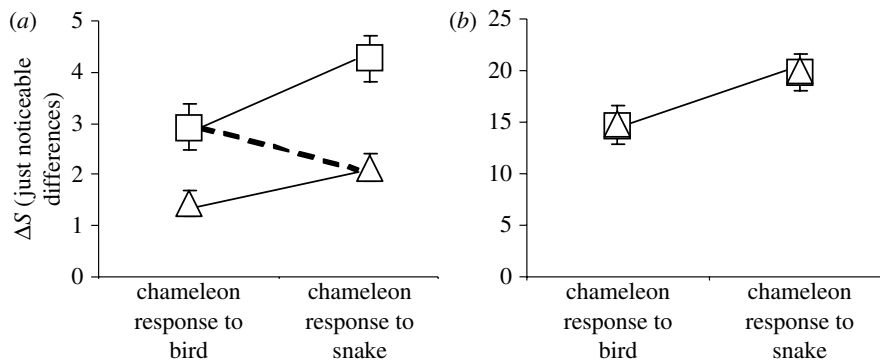 (a)
5
4
3
2
1
0
ΔS (just noticeable
differences)
chameleon
response to
bird
chameleon
response to
snake
(b)
25
20
15
10
5
0
chameleon
response to
bird
chameleon
response to
snake